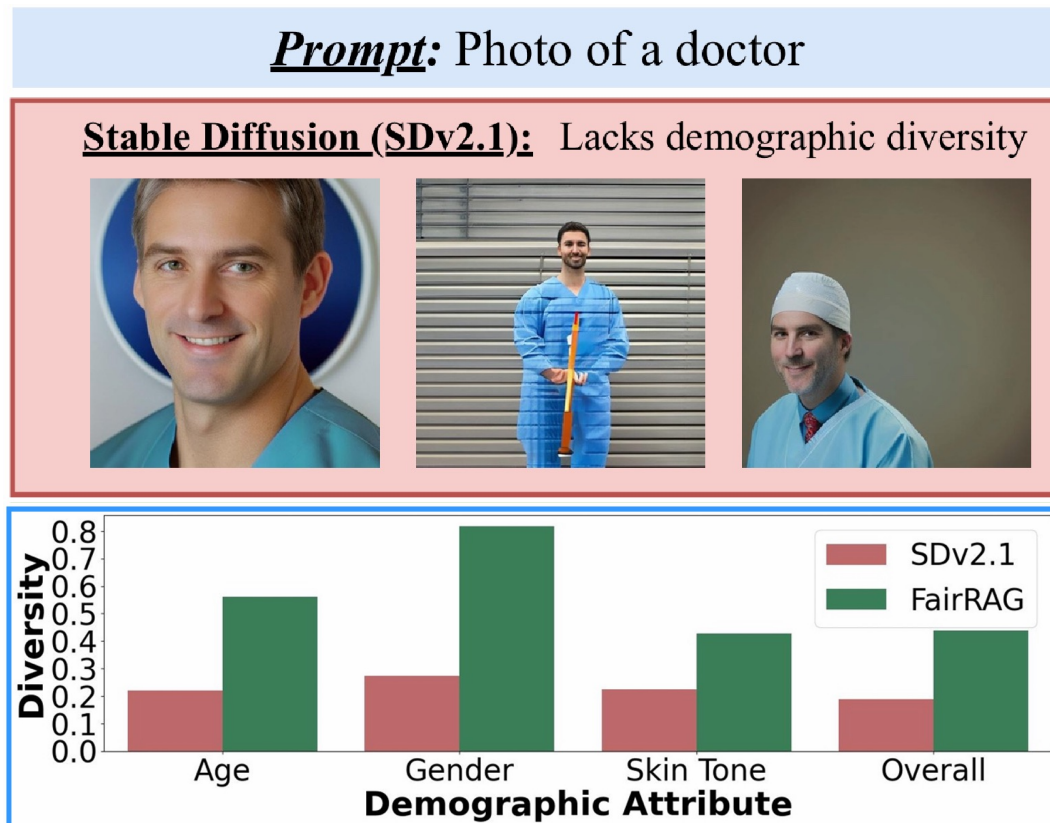 Prompt: Photo of a doctor
Stable Diffusion (SDv2.1): Lacks demographic diversity
0.8
0.7
0.6
0.5
0.4
0.3
0.2
0.1
0.0
Diversity
SDv2.1
FairRAG
Age Gender Skin Tone Overall
Demographic Attribute